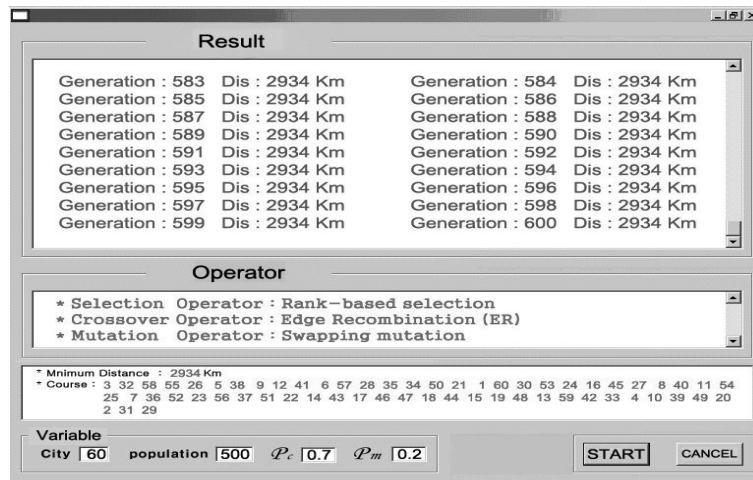 Result
Generation : 583 Dis : 2934 Km Generation : 584 Dis : 2934 Km
Generation : 585 Dis : 2934 Km Generation : 586 Dis : 2934 Km
Generation : 587 Dis : 2934 Km Generation : 588 Dis : 2934 Km
Generation : 589 Dis : 2934 Km Generation : 590 Dis : 2934 Km
Generation : 591 Dis : 2934 Km Generation : 592 Dis : 2934 Km
Generation : 593 Dis : 2934 Km Generation : 594 Dis : 2934 Km
Generation : 595 Dis : 2934 Km Generation : 596 Dis : 2934 Km
Generation : 597 Dis : 2934 Km Generation : 598 Dis : 2934 Km
Generation : 599 Dis : 2934 Km Generation : 600 Dis : 2934 Km
Operator
* Selection Operator : Rank-based selection
* Crossover Operator : Edge Recombination (ER)
* Mutation Operator : Swapping mutation
* Mnimum Distance : 2934 Km
* Course : 3 32 58 55 26 5 38 9 12 41 6 57 28 35 34 50 21 1 60 30 53 24 16 45 27 8 40 11 54
25 7 36 52 23 56 37 51 22 14 43 17 46 47 18 44 15 19 48 13 59 42 33 4 10 39 49 20
2 31 29
Variable
City 60 population 500 Pc 0.7 Pm 0.2 START CANCEL